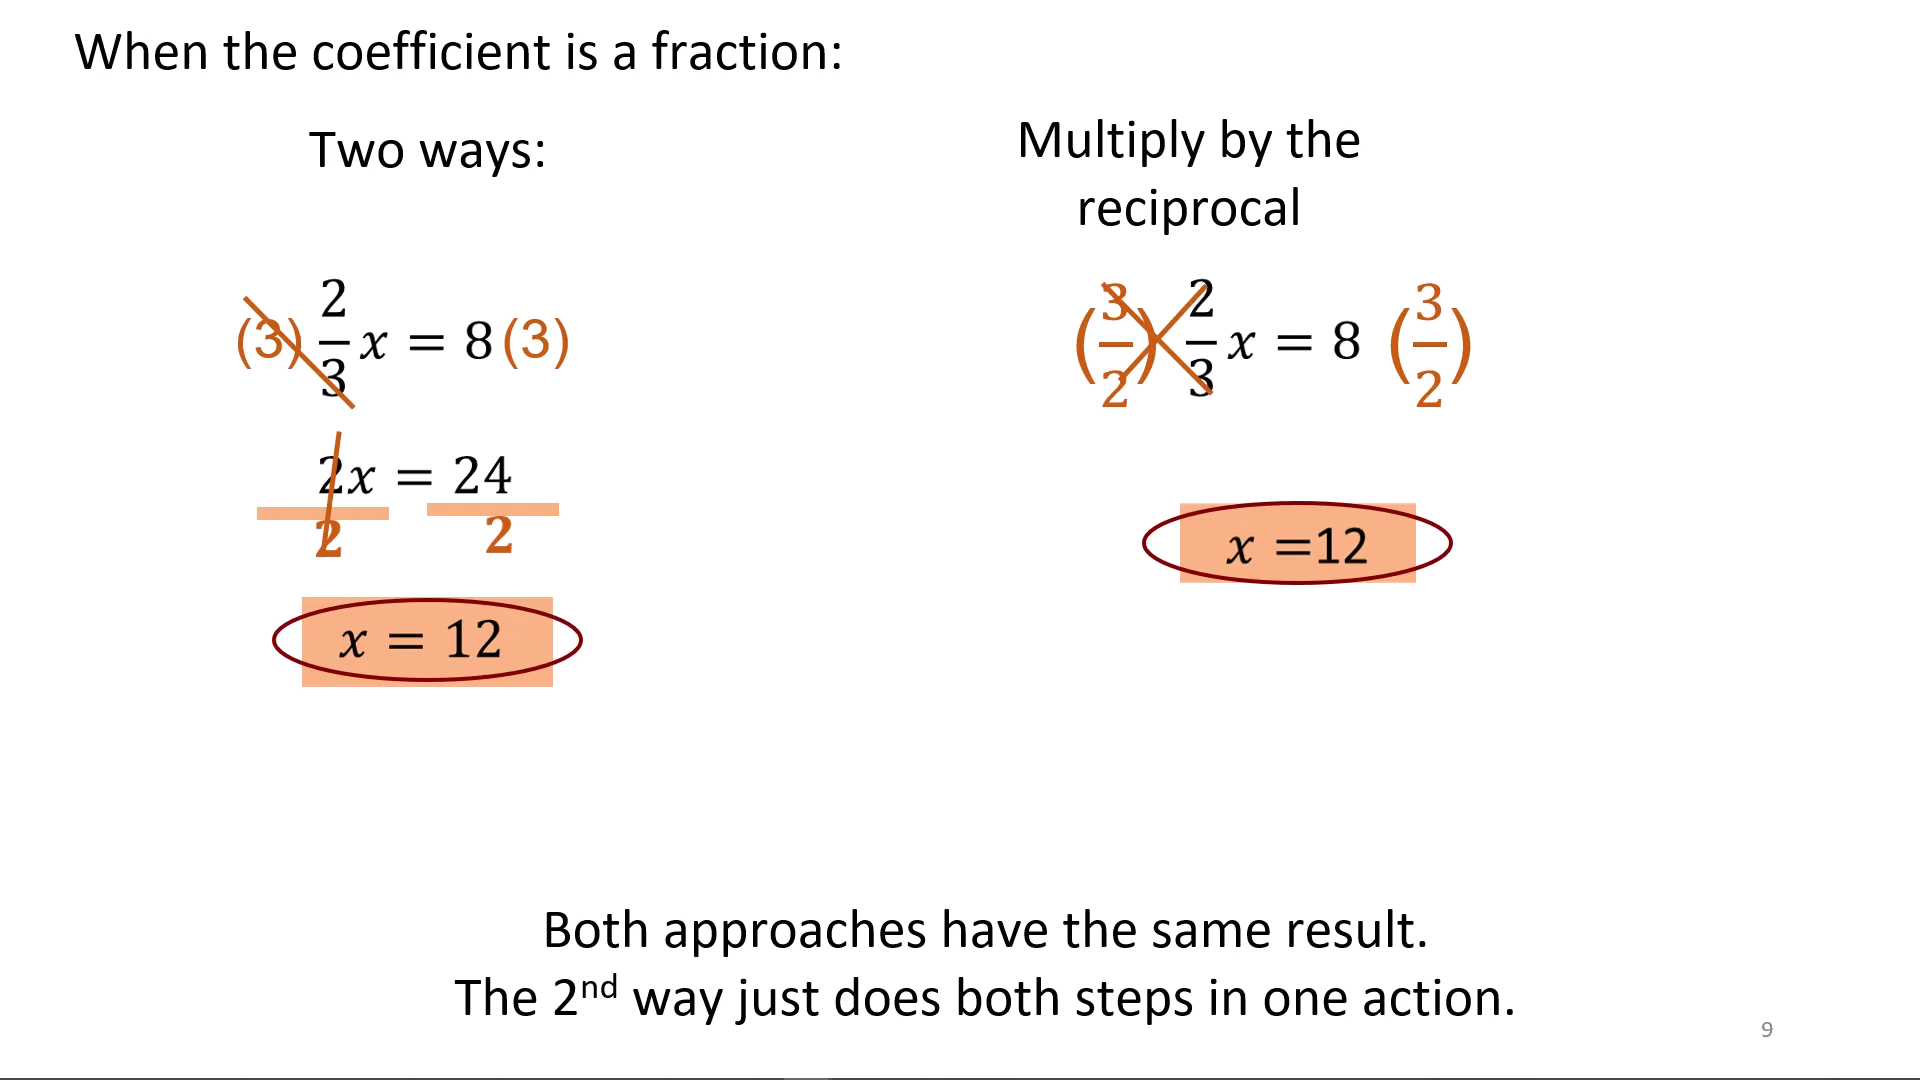 When the coefficient is a fraction:
Two ways:
(3) 2/3 x = 8 (3)
2x = 24
2 2
x = 12
Multiply by the
reciprocal
(3/2) 2/3 x = 8 (3/2)
x =12
Both approaches have the same result.
The 2nd way just does both steps in one action.
9